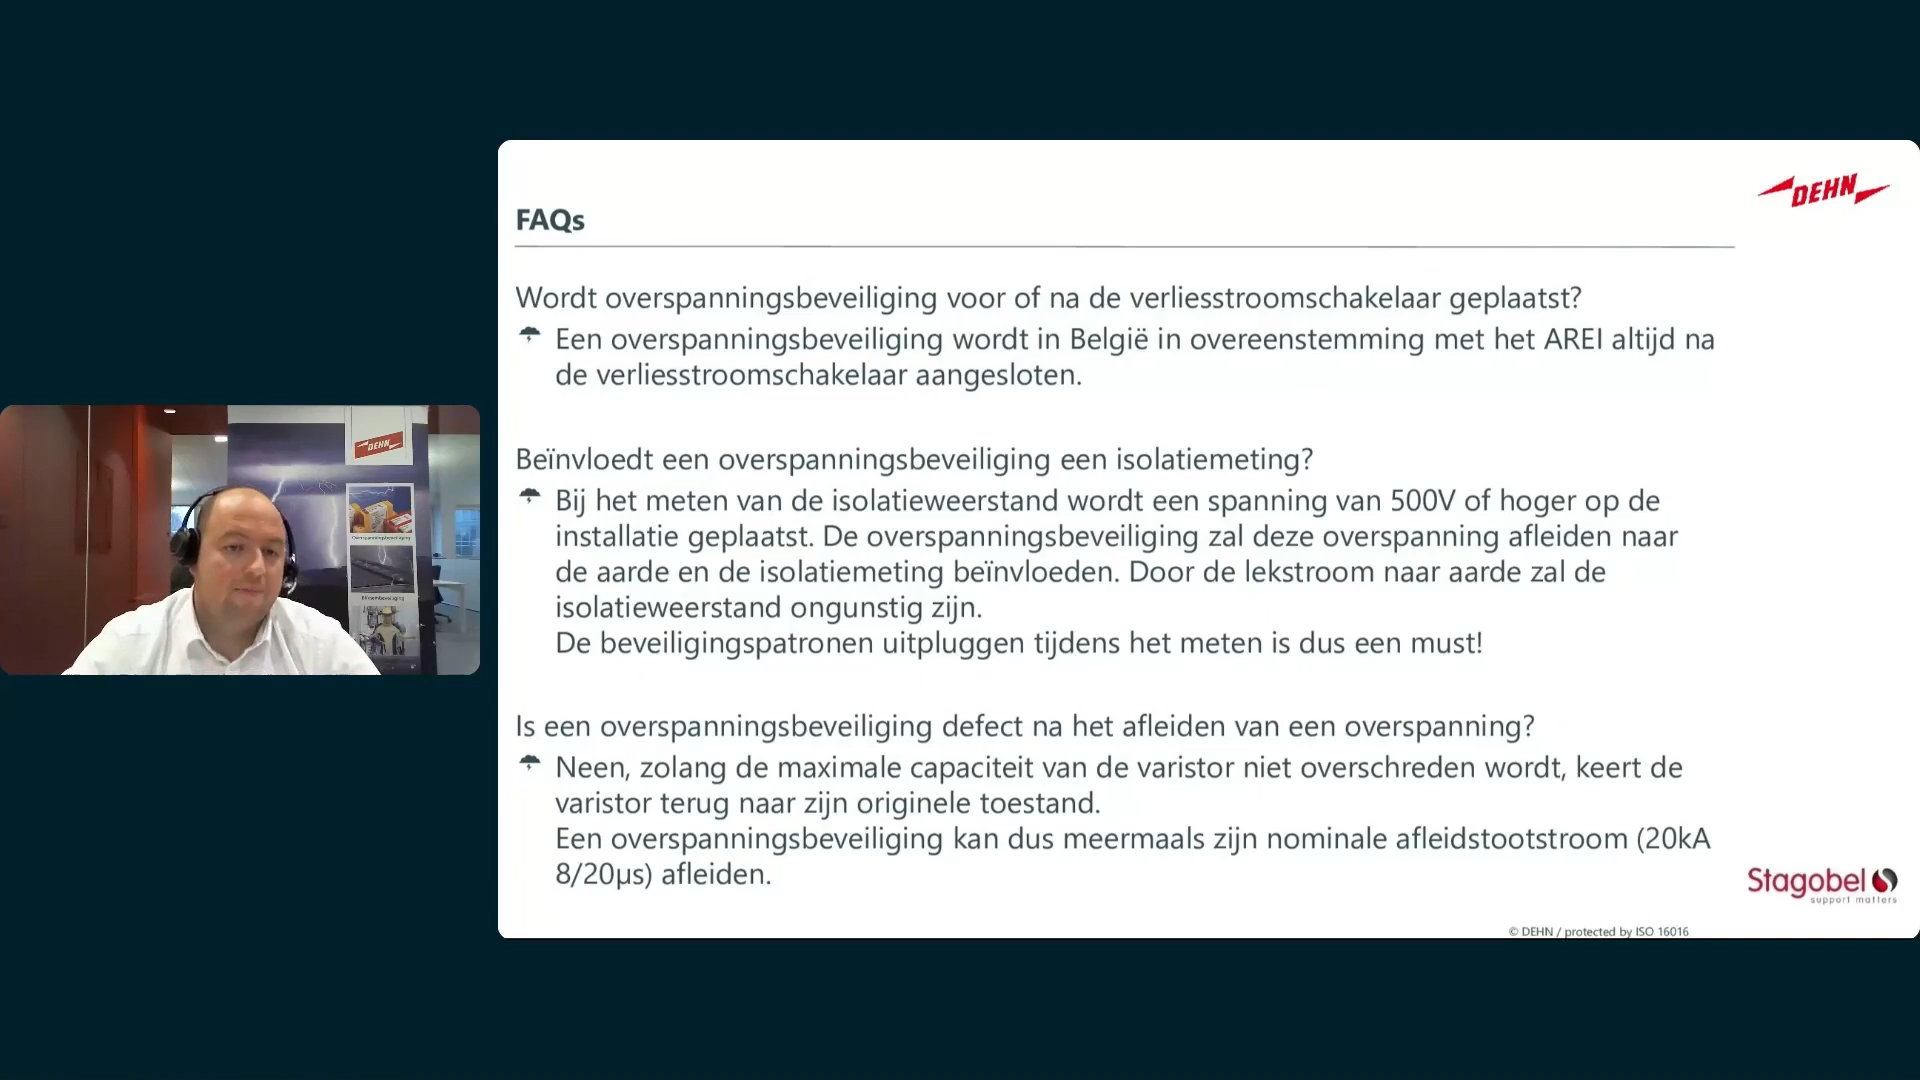 DEHN
FAQs
Wordt overspanningsbeveiliging voor of na de verliesstroomschakelaar geplaatst?
Een overspanningsbeveiliging wordt in België in overeenstemming met het AREI altijd na
de verliesstroomschakelaar aangesloten.
Beïnvloedt een overspanningsbeveiliging een isolatiemeting?
Bij het meten van de isolatieweerstand wordt een spanning van 500V of hoger op de
installatie geplaatst. De overspanningsbeveiliging zal deze overspanning afleiden naar
de aarde en de isolatiemeting beïnvloeden. Door de lekstroom naar aarde zal de
isolatieweerstand ongunstig zijn.
De beveiligingspatronen uitpluggen tijdens het meten is dus een must!
Is een overspanningsbeveiliging defect na het afleiden van een overspanning?
Neen, zolang de maximale capaciteit van de varistor niet overschreden wordt, keert de
varistor terug naar zijn originele toestand.
Een overspanningsbeveiliging kan dus meermaals zijn nominale afleidstootstroom (20kA
8/20µs) afleiden.
Stagobel
support matters
© DEHN / protected by ISO 16016
DEHN
Overspanningsbeveiliging
Bliksembeveiliging